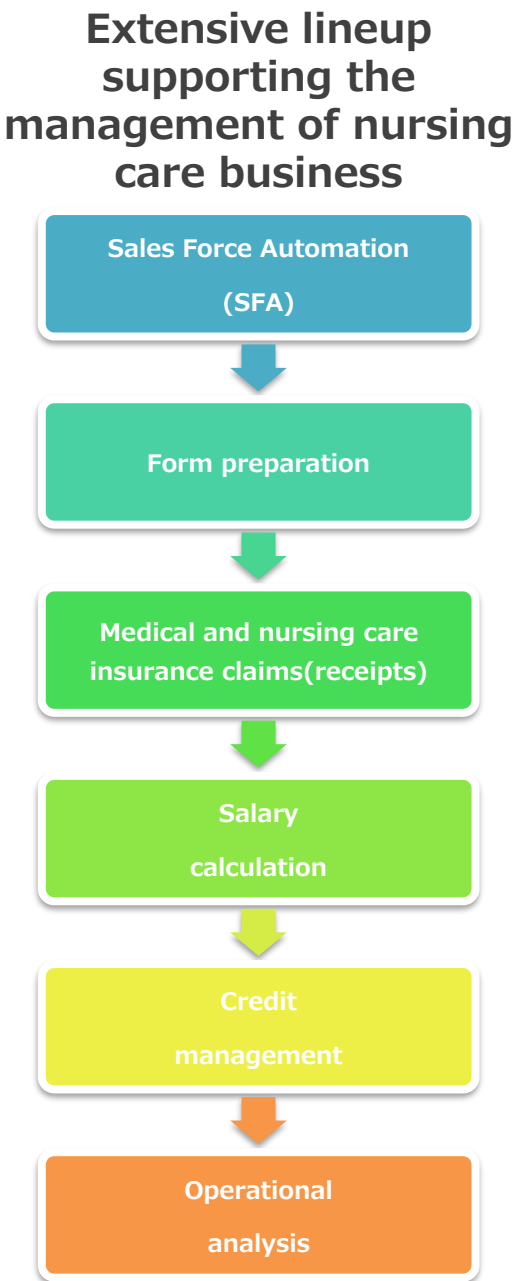 Extensive lineup
supporting the
management of nursing
care business
Sales Force Automation
(SFA)
Form preparation
Medical and nursing care
insurance claims(receipts)
Salary
calculation
Credit
management
Operational
analysis